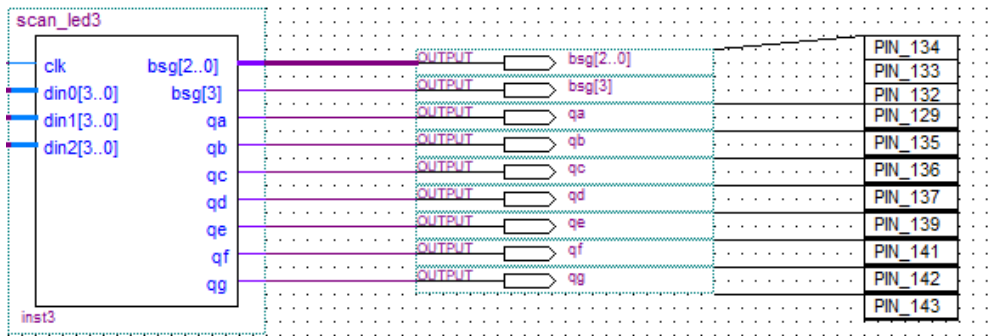 scan_led3
clk bsg[2..0]
din0[3..0] bsg[3]
din1[3..0] qa
din2[3..0] qb
qc
qd
qe
qf
qg
inst3
OUTPUT bsg[2..0]
OUTPUT bsg[3]
OUTPUT qa
OUTPUT qb
OUTPUT qc
OUTPUT qd
OUTPUT qe
OUTPUT qf
OUTPUT qg
PIN_134
PIN_133
PIN_132
PIN_129
PIN_135
PIN_136
PIN_137
PIN_139
PIN_141
PIN_142
PIN_143